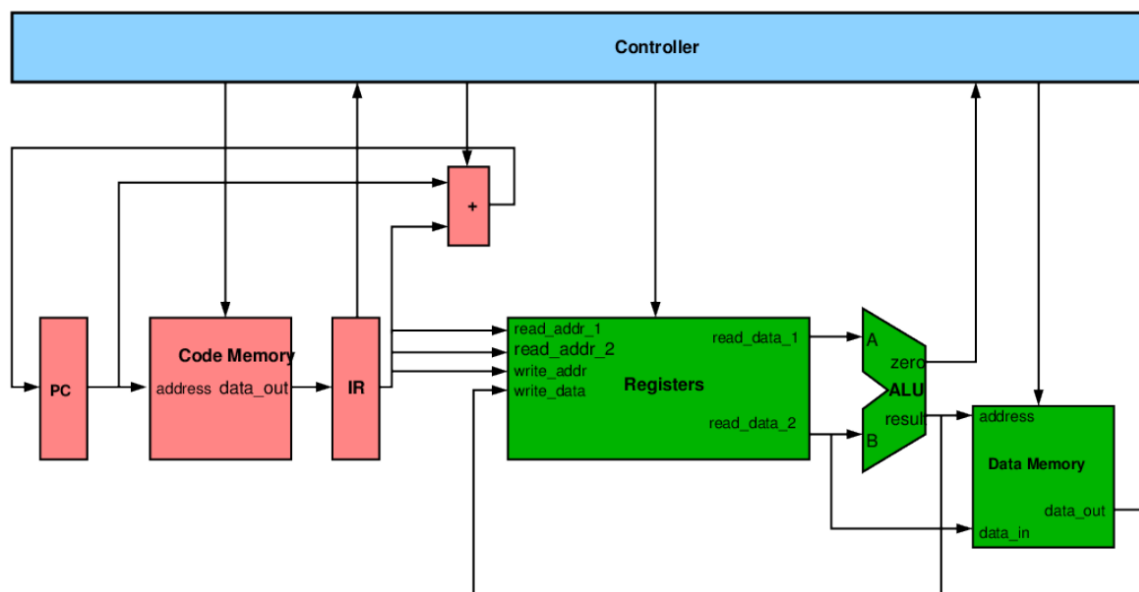 Controller
+
PC
Code Memory
address data_out
IR
read_addr_1
read_addr_2
write_addr
write_data
Registers
read_data_1
read_data_2
A
zero
ALU
result
B
address
Data Memory
data_out
data_in